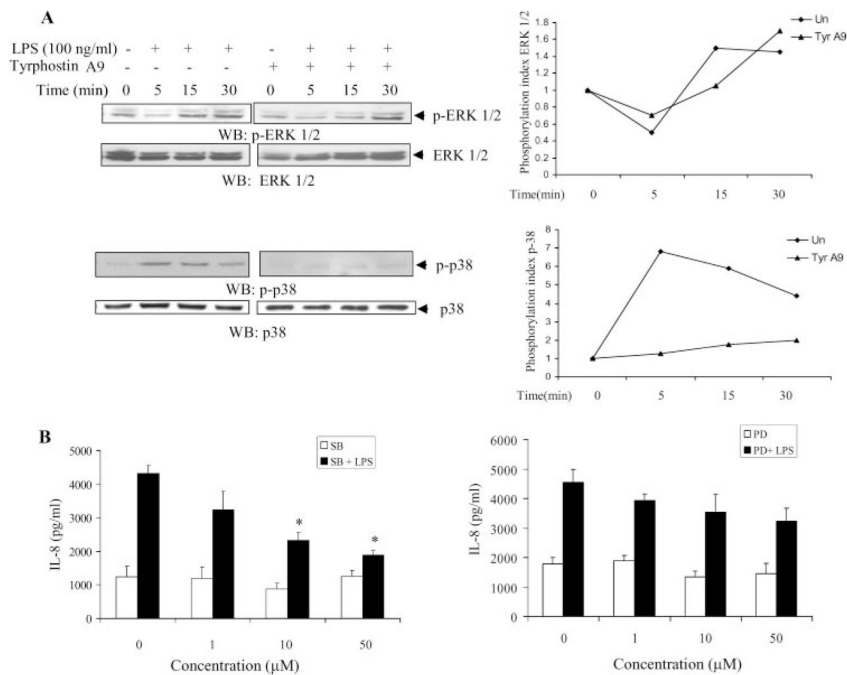 A
LPS (100 ng/ml) - + + + - + + +
Tyrphostin A9 - - - - + + + +
Time (min) 0 5 15 30 0 5 15 30
p-ERK 1/2
WB: p-ERK 1/2
ERK 1/2
WB: ERK 1/2
p-p38
WB: p-p38
p38
WB: p38
Phosphorylation index ERK 1/2
1.8
1.6
1.4
1.2
1
0.8
0.6
0.4
0.2
0
Un
Tyr A9
Time(min) 0 5 15 30
Phosphorylation index p-38
8
7
6
5
4
3
2
1
0
Un
Tyr A9
Time(min) 0 5 15 30
B
IL-8 (pg/ml)
5000
4000
3000
2000
1000
0
SB
SB + LPS
* *
0 1 10 50
Concentration (µM)
IL-8 (pg/ml)
6000
5000
4000
3000
2000
1000
0
PD
PD+ LPS
0 1 10 50
Concentration (µM)